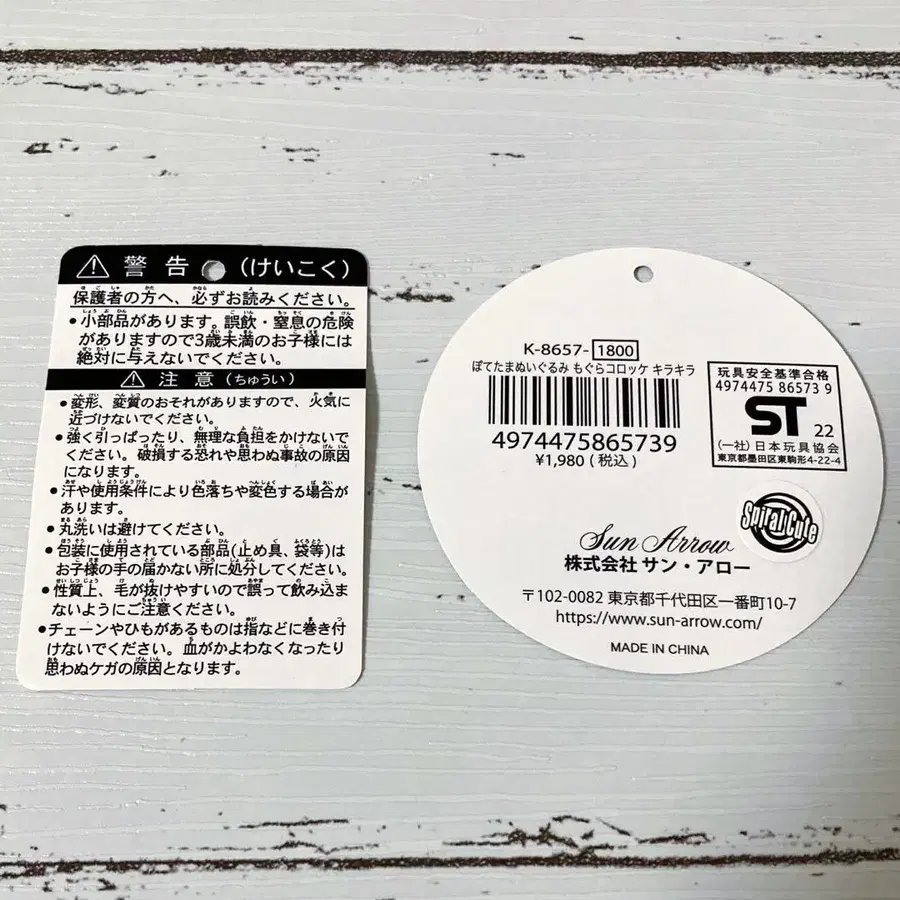 ⚠ 警告 (けいこく)
保護者の方へ、必ずお読みください。
•小部品があります。誤飲・窒息の危険
がありますので3歳未満のお子様には
絶対に与えないでください。
⚠ 注意 (ちゅうい)
•変形、変質のおそれがありますので、火気に
近づけないでください。
•強く引っぱったり、無理な負担をかけないで
ください。破損する恐れや思わぬ事故の原因
になります。
•汗や使用条件により色落ちや変色する場合が
あります。
•丸洗いは避けてください。
•包装に使用されている部品(止め具、袋等)は
お子様の手の届かない所に処分してください。
•性質上、毛が抜けやすいので誤って飲み込ま
ないようにご注意ください。
•チェーンやひもがあるものは指などに巻き付
けないでください。血がかよわなくなったり
思わぬケガの原因となります。
K-8657-1800
ぽてたまぬいぐるみ もぐらコロッケ キラキラ
4974475865739
¥1,980 (税込)
玩具安全基準合格
4974475 86573 9
ST 22
(一社)日本玩具協会
東京都墨田区東駒形4-22-4
Spiral Cute
Sun Arrow
株式会社 サン・アロー
〒102-0082 東京都千代田区一番町10-7
https://www.sun-arrow.com/
MADE IN CHINA